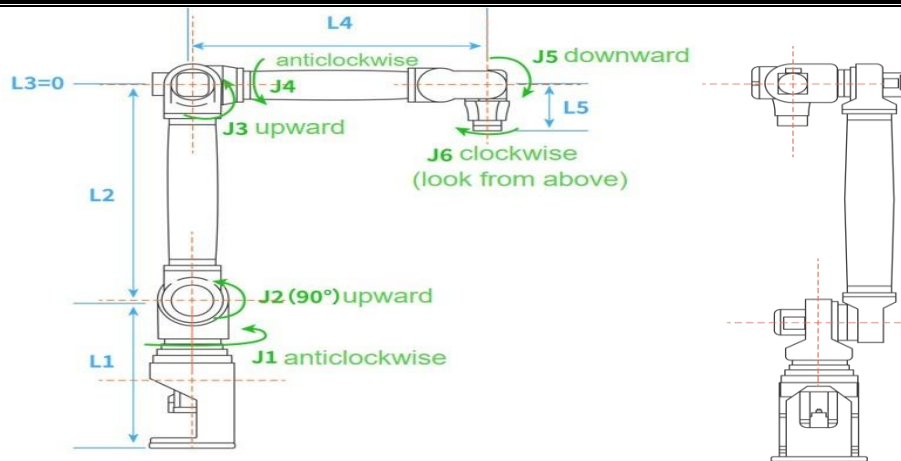 L4
anticlockwise
J5 downward
L3=0
J4
L5
J3 upward
J6 clockwise
(look from above)
L2
J2(90°)upward
L1
J1 anticlockwise